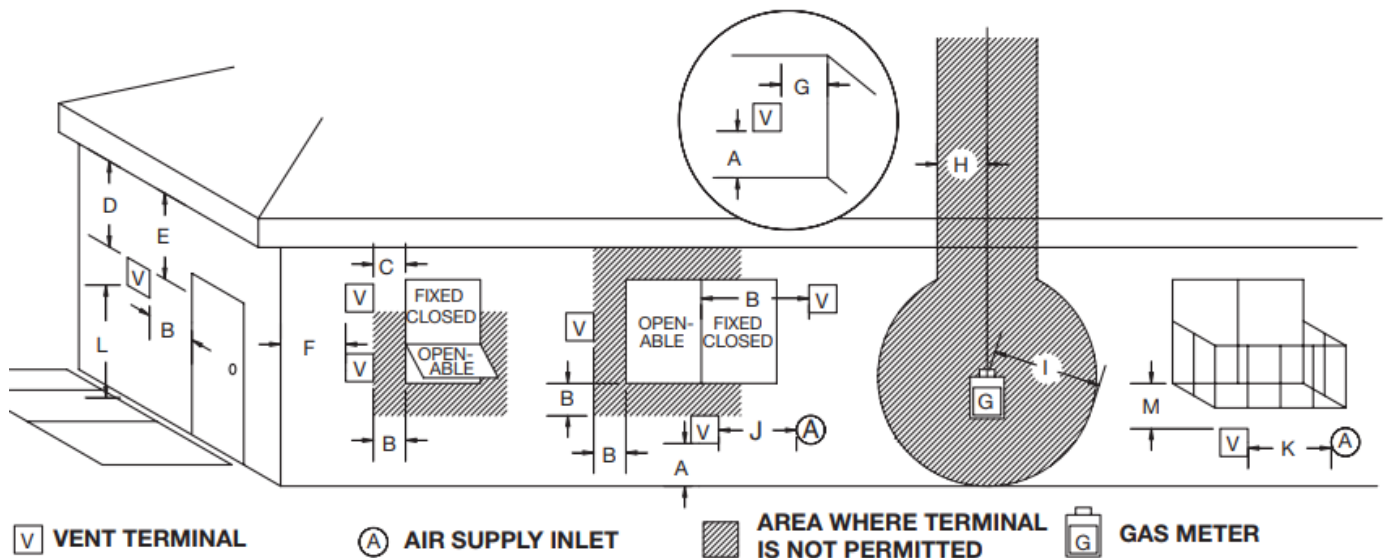 G
V
A
H
D
E
C
V
V
FIXED
CLOSED
B
V
OPEN-
ABLE
FIXED
CLOSED
B
V
L
F
V
OPEN-
ABLE
I
G
B
M
V
J
A
V
K
A
B
B
A
V VENT TERMINAL
A AIR SUPPLY INLET
AREA WHERE TERMINAL
IS NOT PERMITTED
G GAS METER